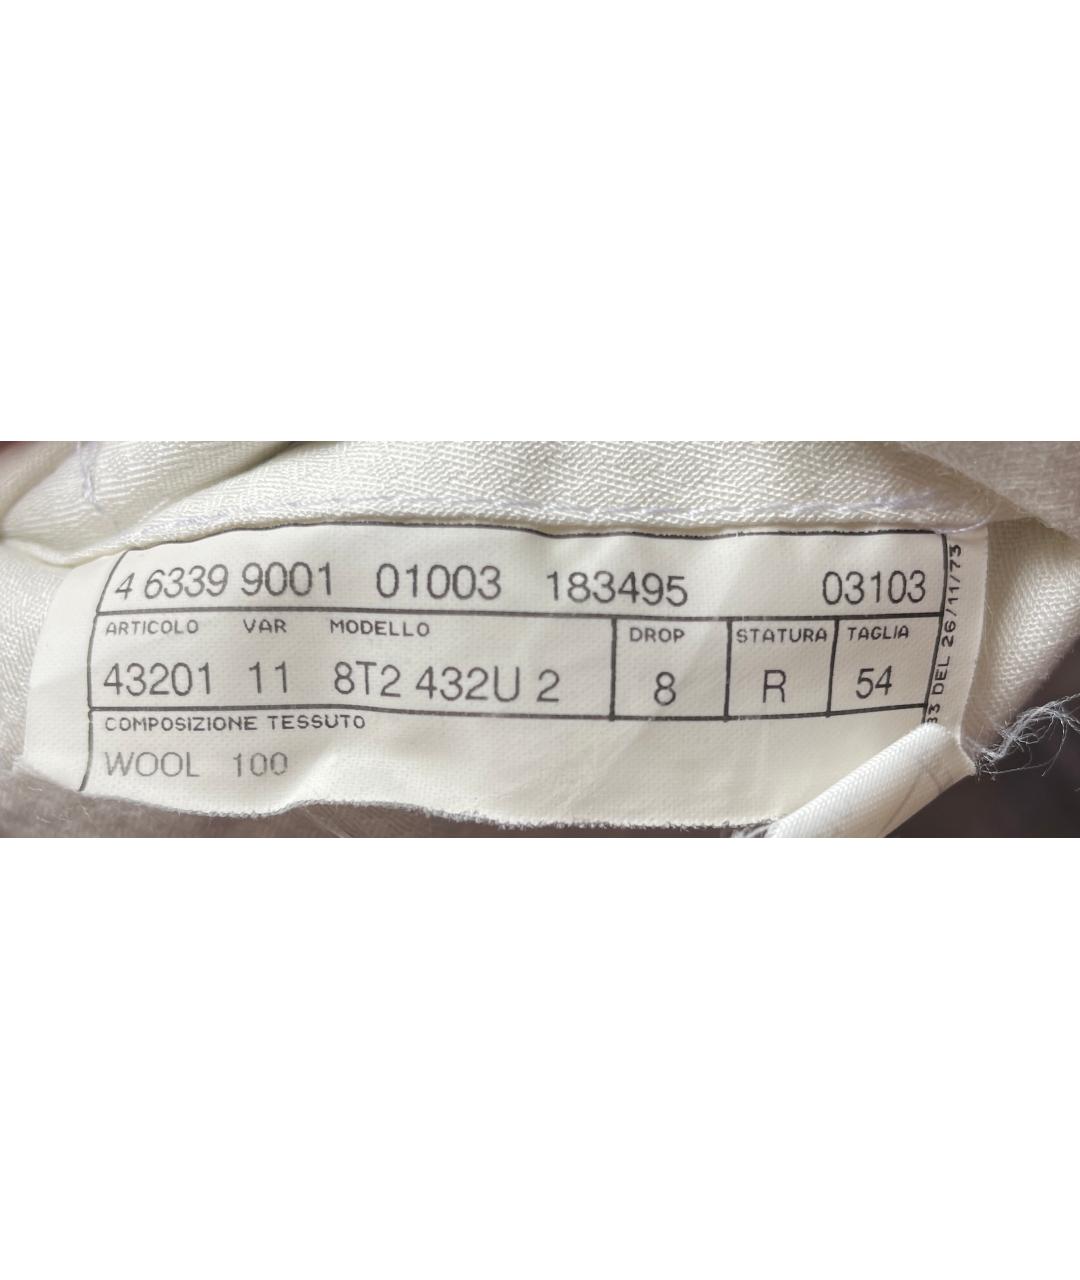 4 6339 9001 01003 183495 03103
ARTICOLO VAR MODELLO DROP STATURA TAGLIA
43201 11 8T2 432U 2 8 R 54
COMPOSIZIONE TESSUTO
WOOL 100
DEL 26/11/73